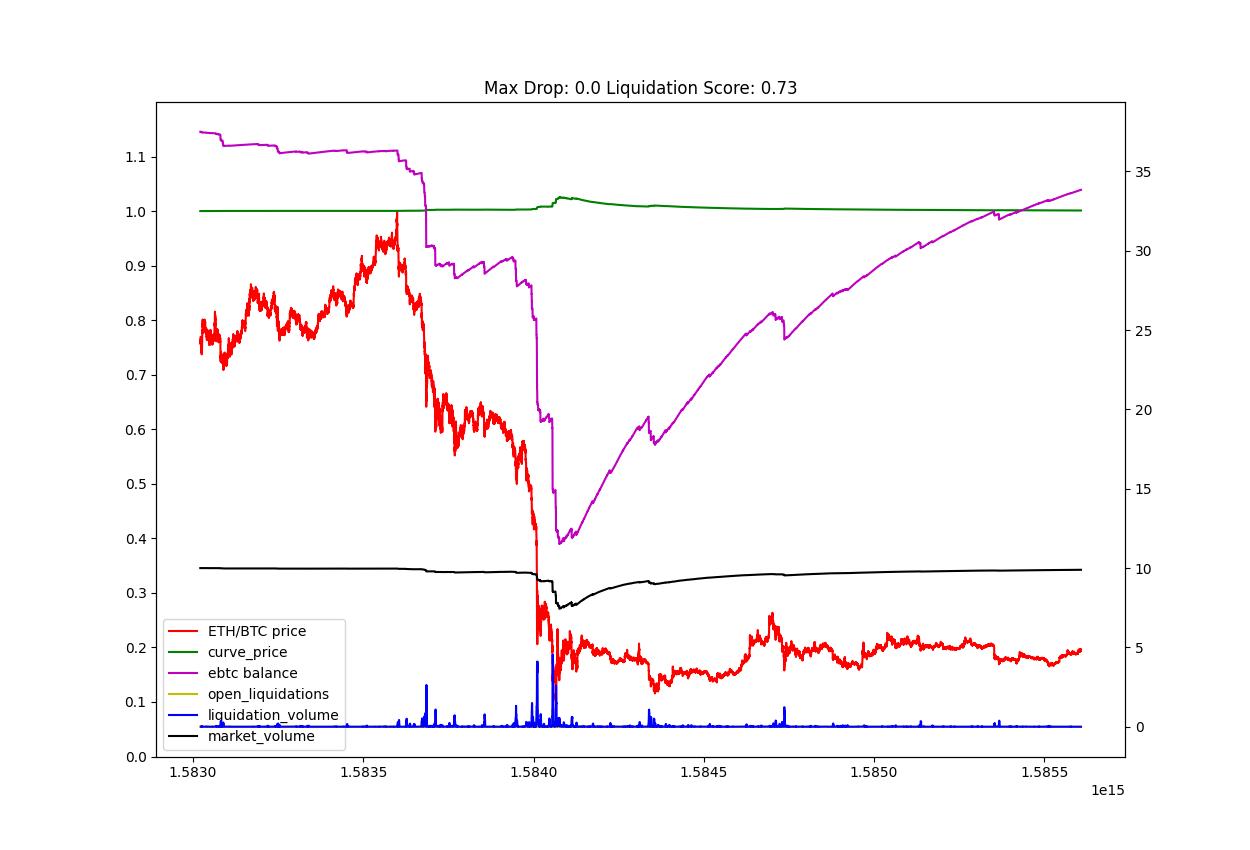 Max Drop: 0.0 Liquidation Score: 0.73
1.1
1.0
0.9
0.8
0.7
0.6
0.5
0.4
0.3
0.2
0.1
0.0
35
30
25
20
15
10
5
0
ETH/BTC price
curve_price
ebtc balance
open_liquidations
liquidation_volume
market_volume
1.5830 1.5835 1.5840 1.5845 1.5850 1.5855
1e15